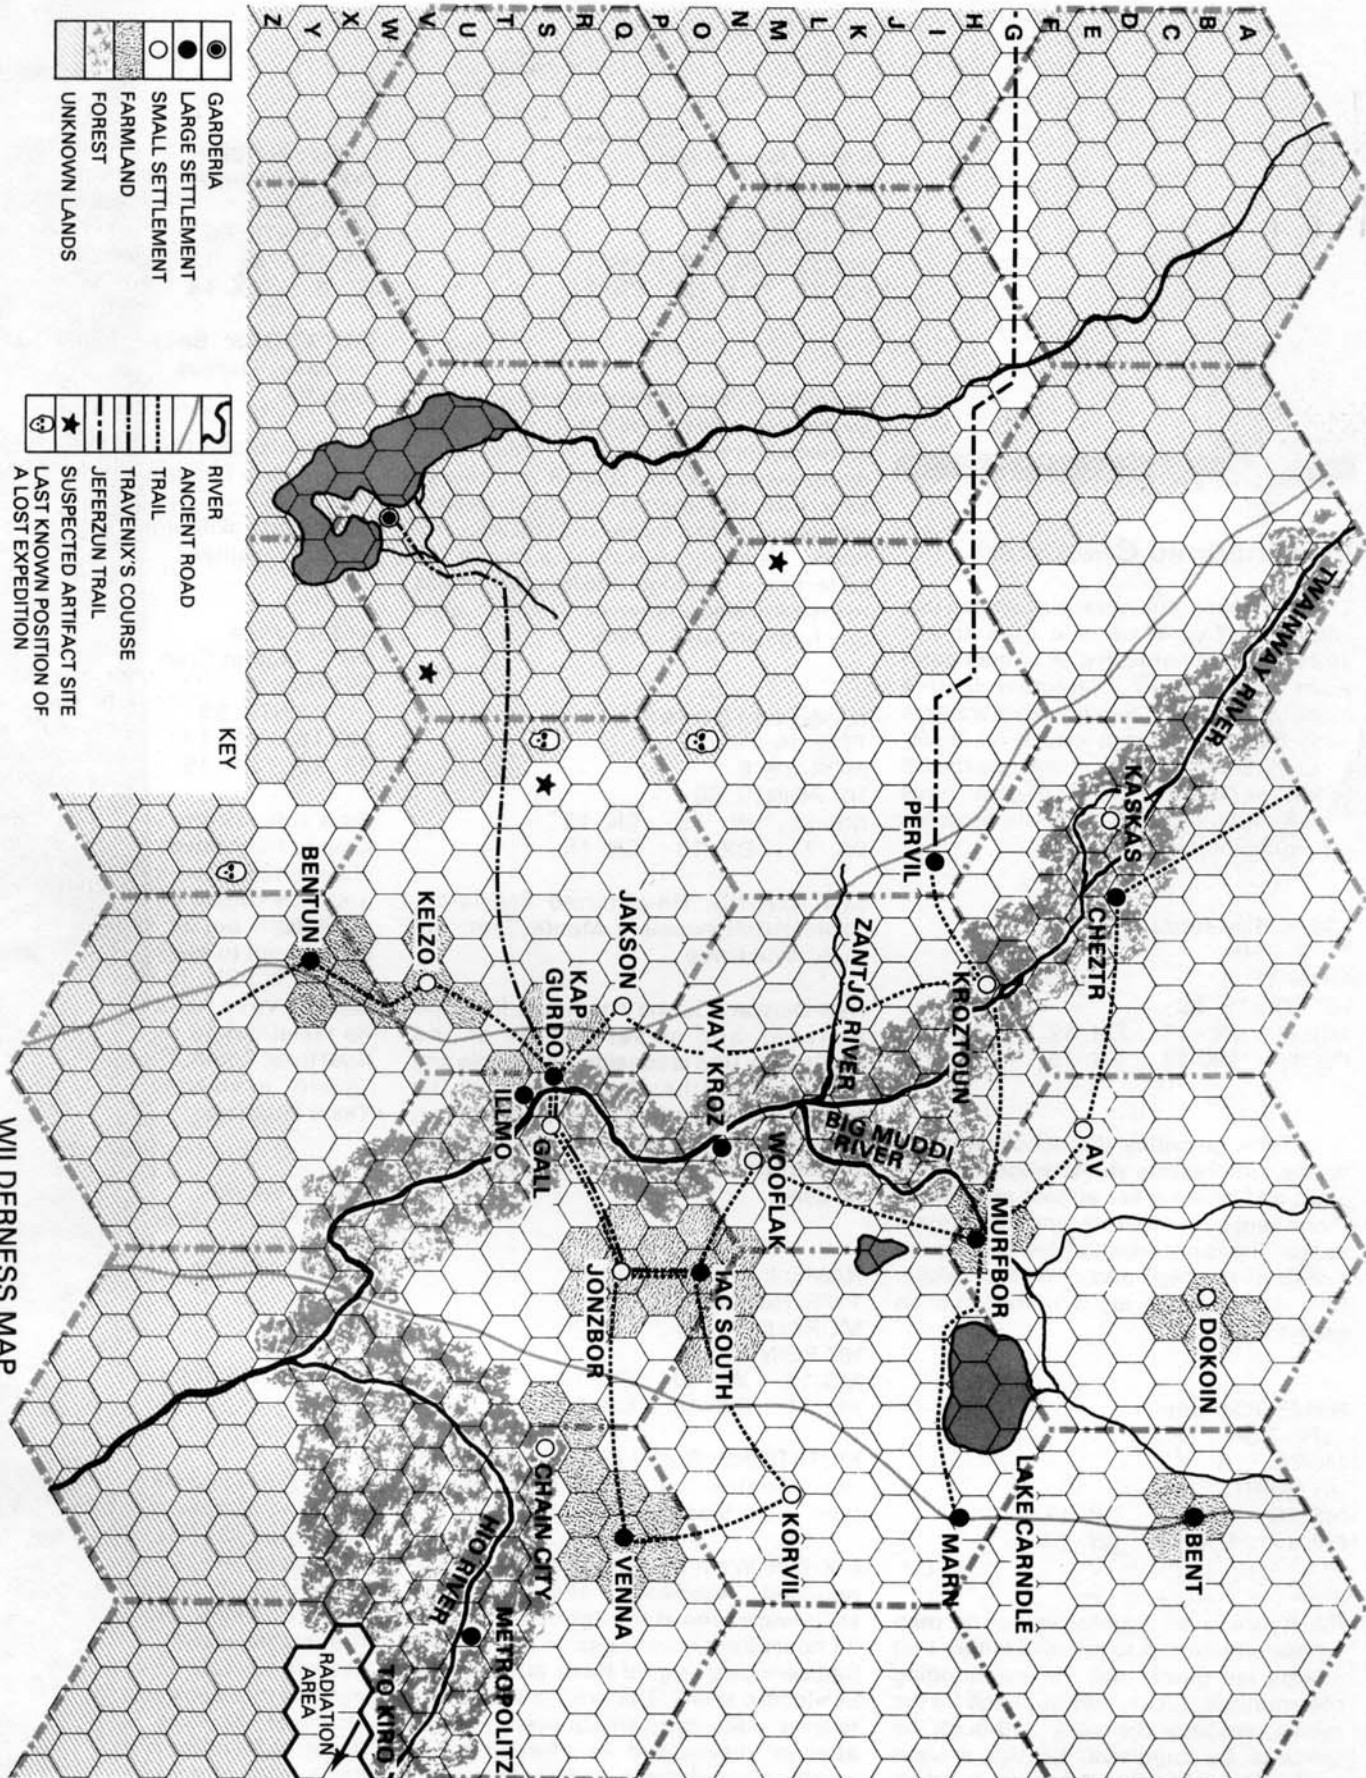 WILDERNESS MAP
A
B
C
D
E
F
G
H
I
J
K
L
M
N
O
P
Q
R
S
T
U
V
W
X
Y
Z
TWAINWAY RIVER
KASKAS
CHEZTR
AV
DOKOIN
BENT
PERVIL
KROZTOUN
MURFBOR
LAKE CARNDLE
MARN
ZANTJO RIVER
BIG MUDDI
RIVER
WOOFLAK
WAY KROZ
KORVIL
IAC SOUTH
JAKSON
JONZBOR
VENNA
KAP
GURDO
GALL
ILLMO
CHAIN CITY
METROPOLITZ
HIO RIVER
KELZO
BENTUN
TO KIRO
RADIATION
AREA
KEY
GARDERIA
LARGE SETTLEMENT
SMALL SETTLEMENT
FARMLAND
FOREST
UNKNOWN LANDS
RIVER
ANCIENT ROAD
TRAIL
TRAVENIX'S COURSE
JEFERZUN TRAIL
SUSPECTED ARTIFACT SITE
LAST KNOWN POSITION OF
A LOST EXPEDITION